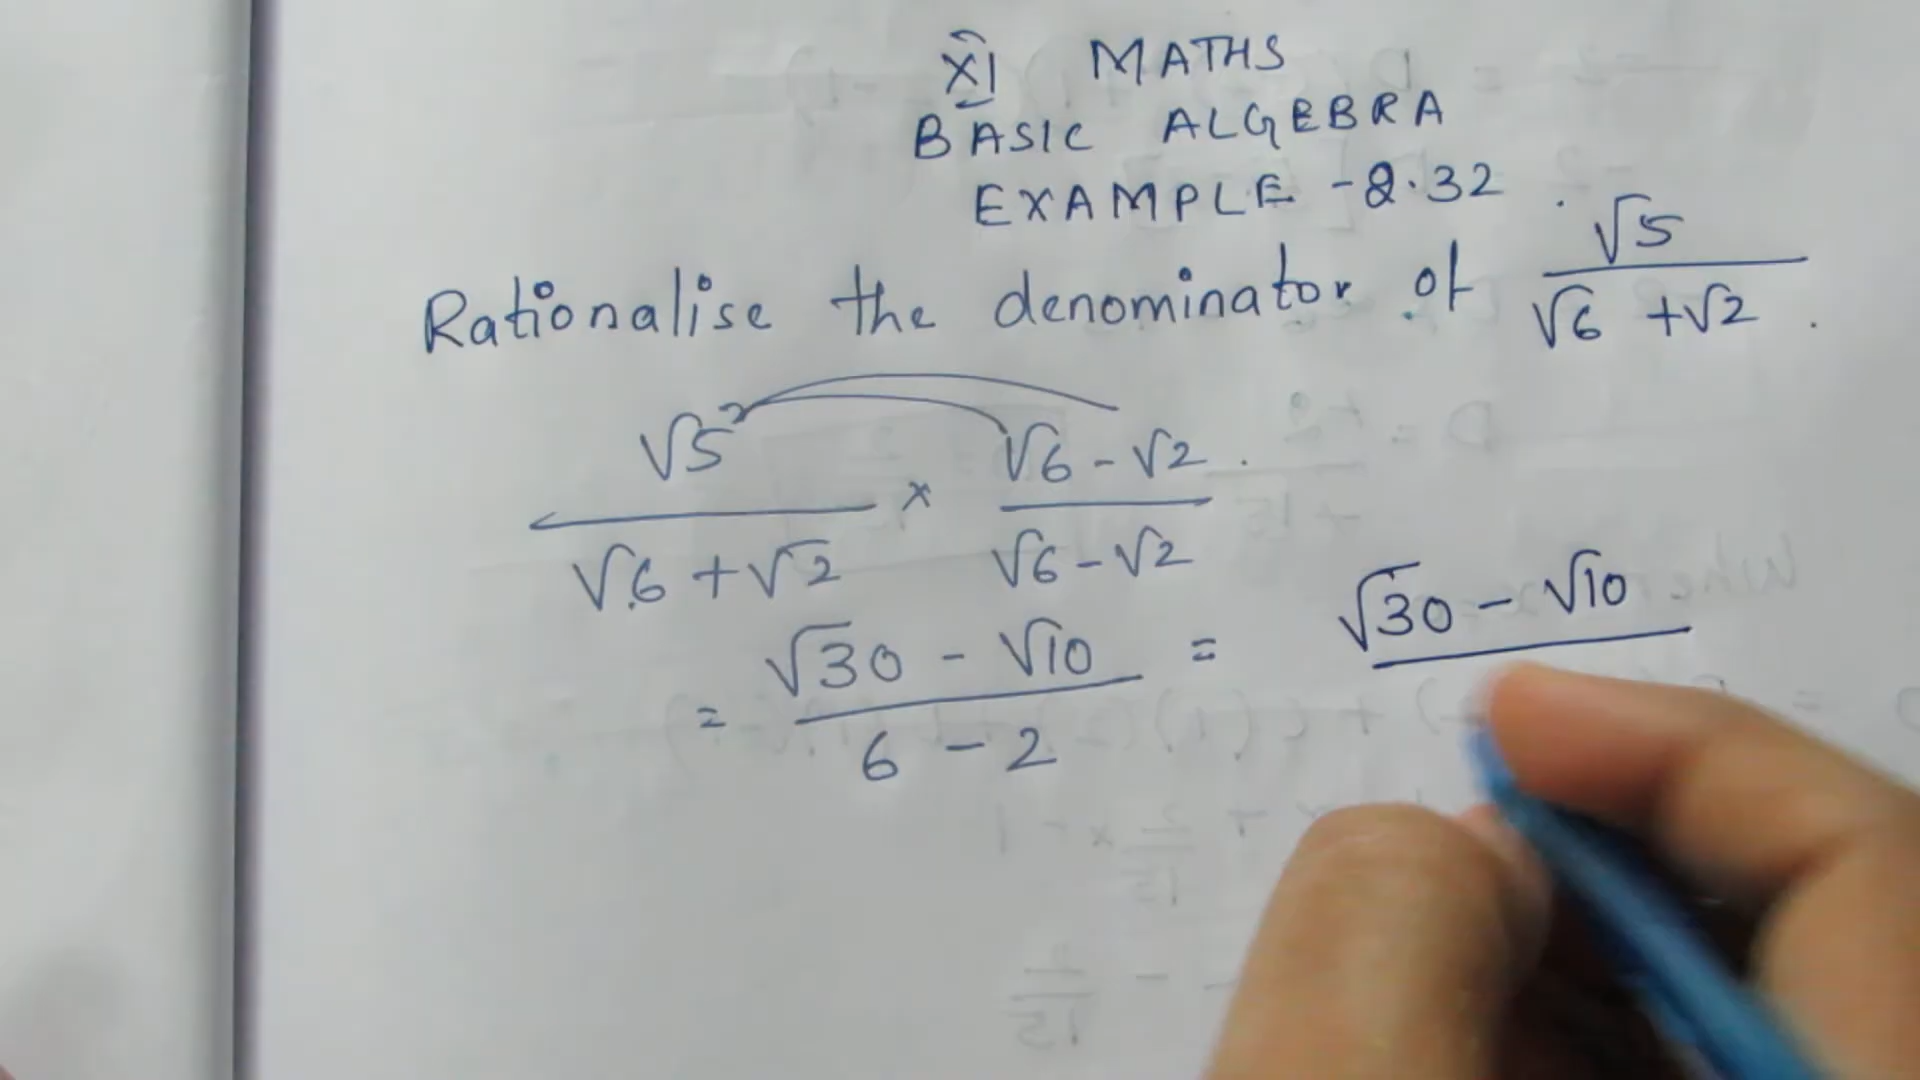 XI MATHS
BASIC ALGEBRA
EXAMPLE - 2.32
Rationalise the denominator of √5 / √6 + √2 .
√5 / √6 + √2 × √6 - √2 / √6 - √2
= √30 - √10 / 6 - 2 = √30 - √10